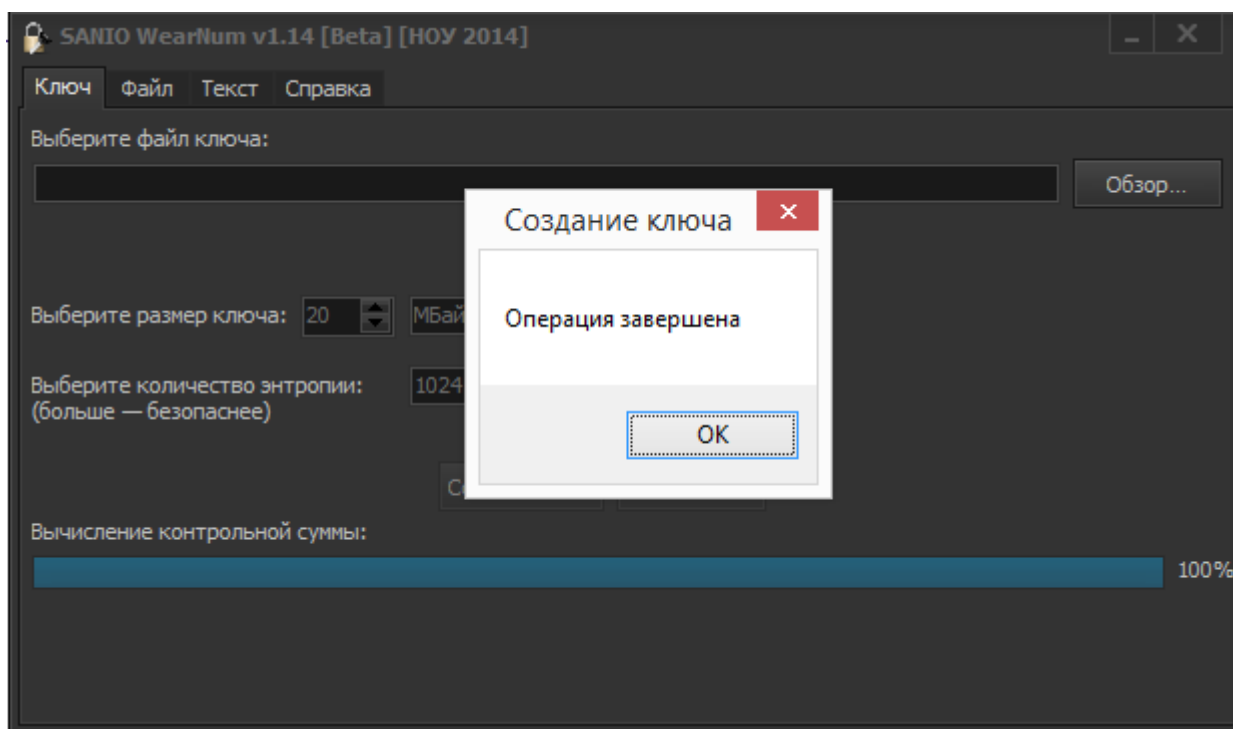 SANIO WearNum v1.14 [Beta] [НОУ 2014]
Ключ Файл Текст Справка
Выберите файл ключа:
Обзор...
Создание ключа
Операция завершена
OK
Выберите размер ключа: 20
Выберите количество энтропии: 1024
(больше — безопаснее)
Вычисление контрольной суммы:
100%